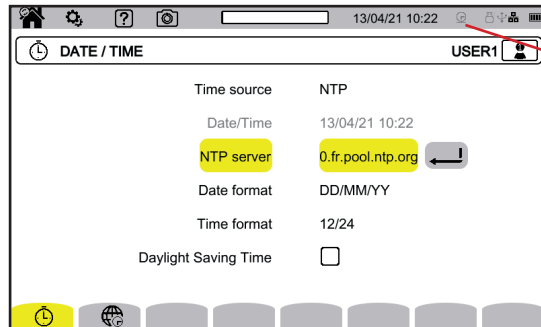 13/04/21 10:22
DATE / TIME USER1
Time source NTP
Date/Time 13/04/21 10:22
NTP server 0.fr.pool.ntp.org
Date format DD/MM/YY
Time format 12/24
Daylight Saving Time